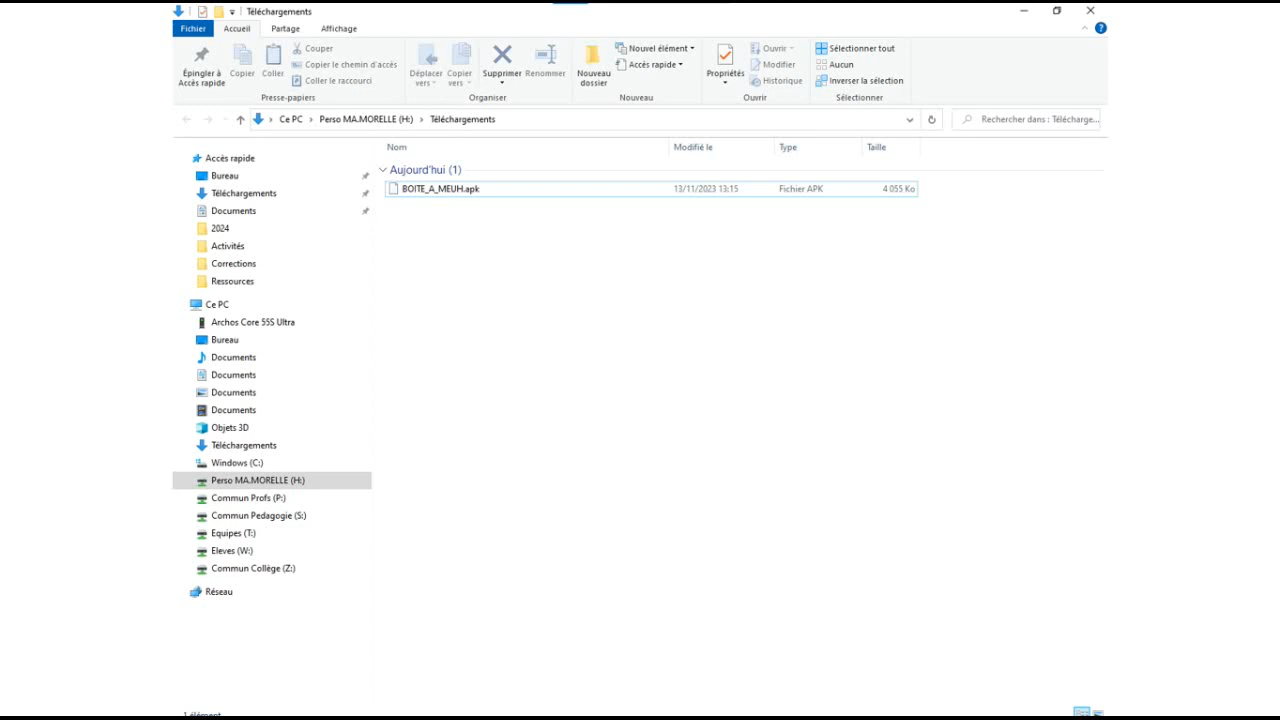 Téléchargements
Fichier Accueil Partage Affichage
Épingler à Accès rapide
Copier
Coller
Couper
Copier le chemin d'accès
Coller le raccourci
Presse-papiers
Déplacer vers
Copier vers
Supprimer
Renommer
Organiser
Nouveau dossier
Nouvel élément
Accès rapide
Nouveau
Propriétés
Ouvrir
Modifier
Historique
Ouvrir
Sélectionner tout
Aucun
Inverser la sélection
Sélectionner
Ce PC > Perso MA.MORELLE (H:) > Téléchargements
Rechercher dans : Télécharge...
Nom Modifié le Type Taille
Aujourd'hui (1)
BOITE_A_MEUH.apk 13/11/2023 13:15 Fichier APK 4 055 Ko
Accès rapide
Bureau
Téléchargements
Documents
2024
Activités
Corrections
Ressources
Ce PC
Archos Core 55S Ultra
Bureau
Documents
Documents
Documents
Documents
Objets 3D
Téléchargements
Windows (C:)
Perso MA.MORELLE (H:)
Commun Profs (P:)
Commun Pedagogie (S:)
Equipes (T:)
Eleves (W:)
Commun Collège (Z:)
Réseau
1 élément